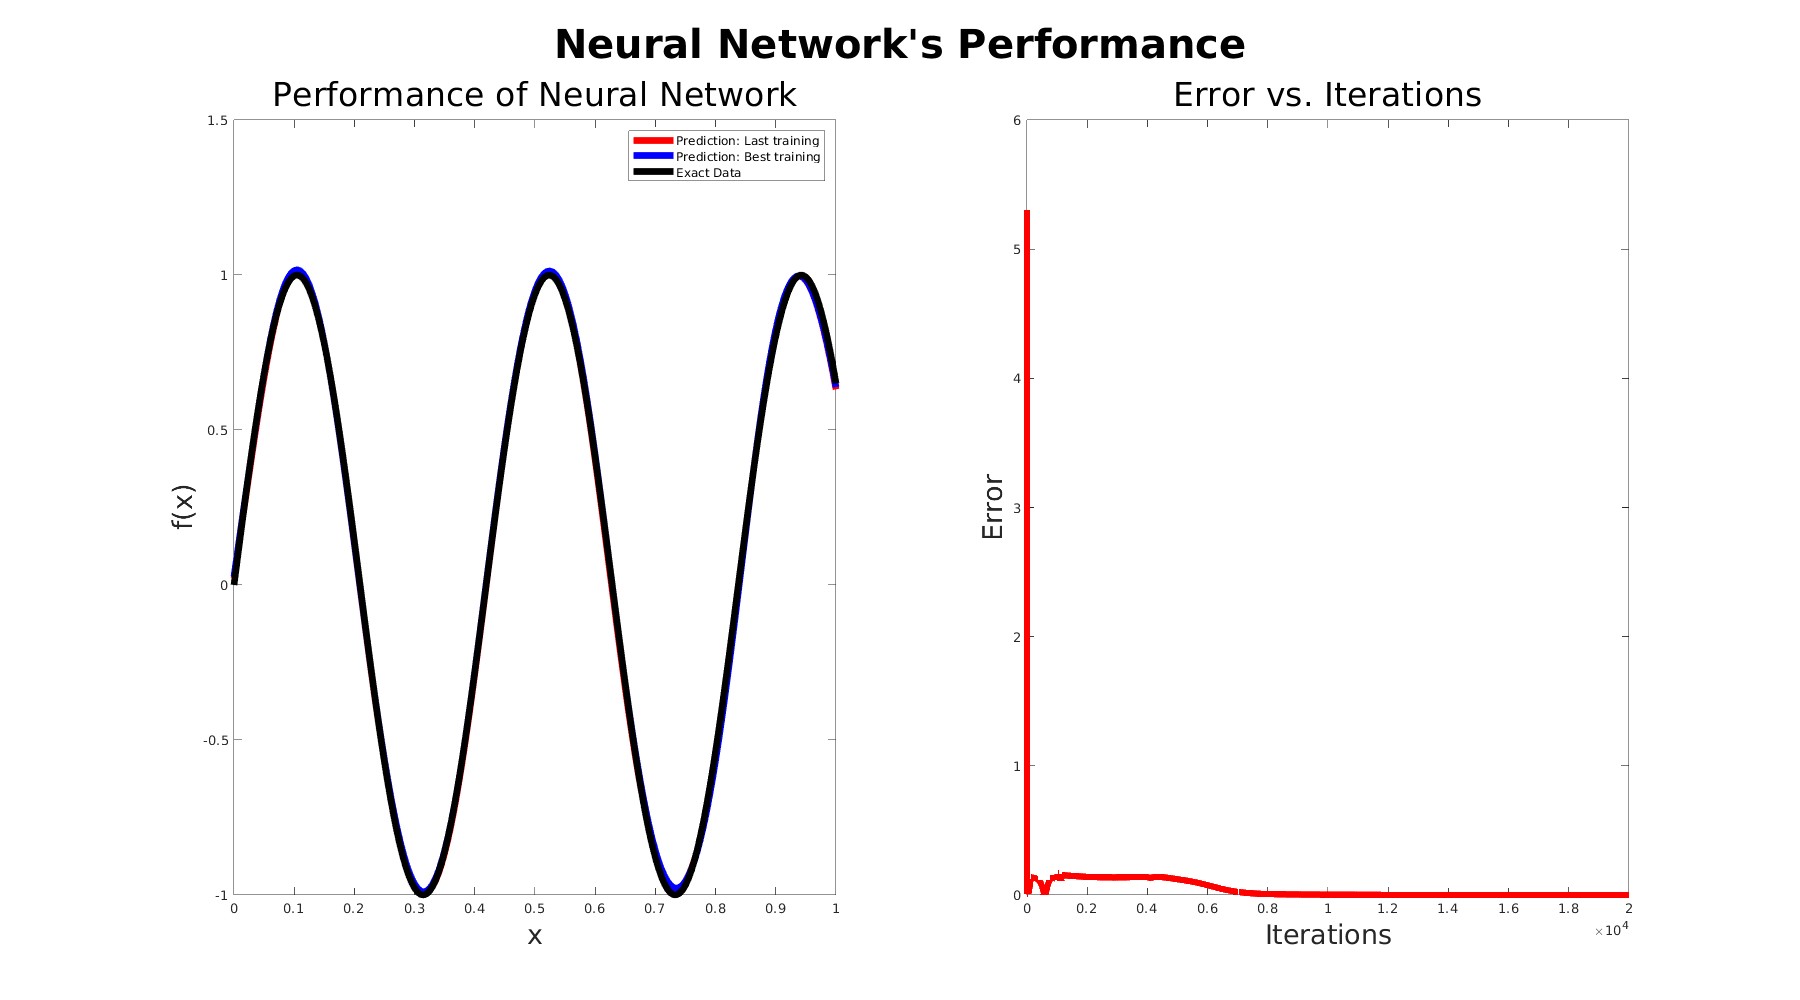 Neural Network's Performance
Performance of Neural Network
1.5
1
0.5
0
-0.5
-1
f(x)
Prediction: Last training
Prediction: Best training
Exact Data
0 0.1 0.2 0.3 0.4 0.5 0.6 0.7 0.8 0.9 1
x
Error vs. Iterations
6
5
4
3
2
1
0
Error
0 0.2 0.4 0.6 0.8 1 1.2 1.4 1.6 1.8 2
×10⁴
Iterations